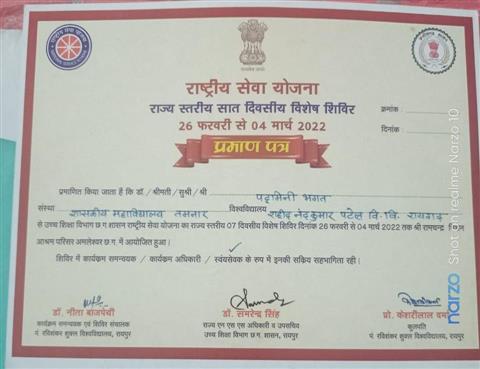 राष्ट्रीय सेवा योजना
राज्य स्तरीय सात दिवसीय विशेष शिविर
26 फरवरी से 04 मार्च 2022
क्रमांक :
दिनांक :
प्रमाण पत्र
प्रमाणित किया जाता है कि डॉ. /श्रीमती/सुश्री/श्री पद्मिनी भगत
संस्था शासकीय महाविद्यालय तमनार विश्वविद्यालय शहीद नंदकुमार पटेल वि.वि. रायगढ़
से उच्च शिक्षा विभाग छ.ग. शासन राष्ट्रीय सेवा योजना का राज्य स्तरीय 07 दिवसीय विशेष शिविर दिनांक 26 फरवरी से 04 मार्च 2022 तक श्री रामचन्द्र
आश्रम परिसर अमलेश्वर छ.ग. में आयोजित हुआ।
शिविर में कार्यक्रम समन्वयक / कार्यक्रम अधिकारी / स्वंयसेवक के रूप में इनकी सक्रिय सहभागिता रही।
डॉ. नीता बाजपेयी
कार्यक्रम समन्वयक एवं शिविर संचालक
पं. रविशंकर शुक्ल विश्वविद्यालय, रायपुर
डॉ. समरेन्द्र सिंह
राज्य एन एस एस अधिकारी व उपसचिव
उच्च शिक्षा विभाग छ.ग. शासन, रायपुर
प्रो. केशरीलाल वर्मा
कुलपति
पं. रविशंकर शुक्ल विश्वविद्यालय, रायपुर
narzo Shot on realme Narzo 10